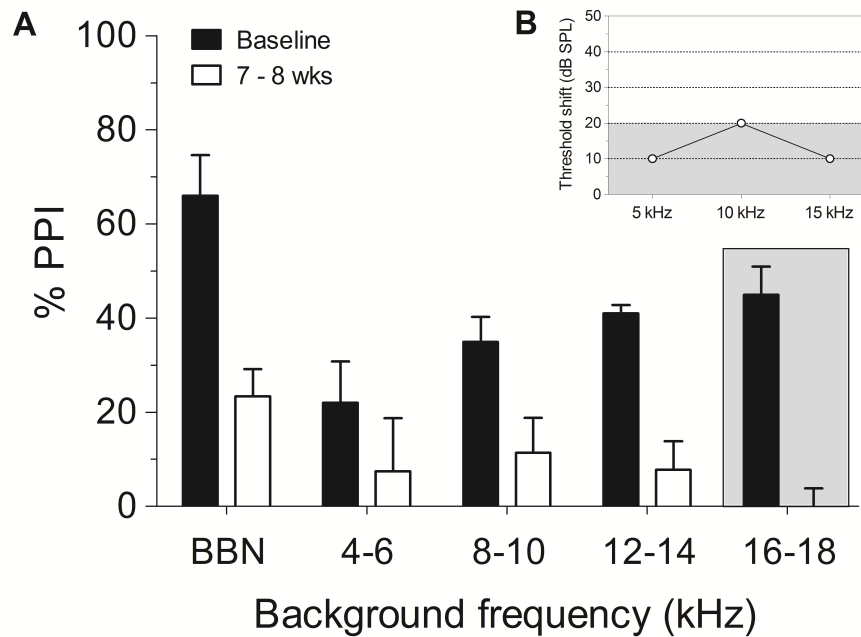 A
100
80
60
40
20
0
% PPI
Baseline
7 - 8 wks
BBN
4-6
8-10
12-14
16-18
Background frequency (kHz)
B
50
40
30
20
10
0
Threshold shift (dB SPL)
5 kHz
10 kHz
15 kHz